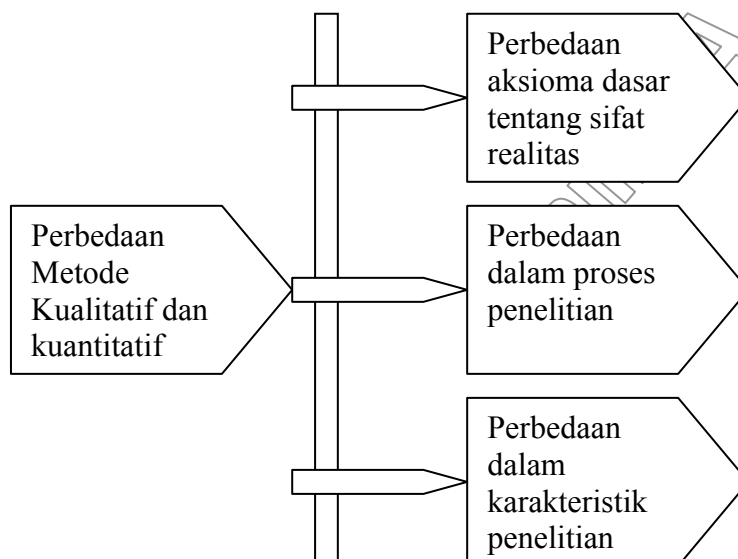 Perbedaan
aksioma dasar
tentang sifat
realitas
Perbedaan
Metode
Kualitatif dan
kuantitatif
Perbedaan
dalam proses
penelitian
Perbedaan
dalam
karakteristik
penelitian